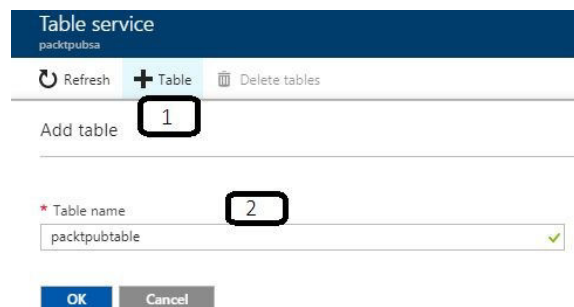 Table service
packtpubsa
Refresh Table Delete tables
1
Add table
* Table name
2
packtpubtable
OK Cancel